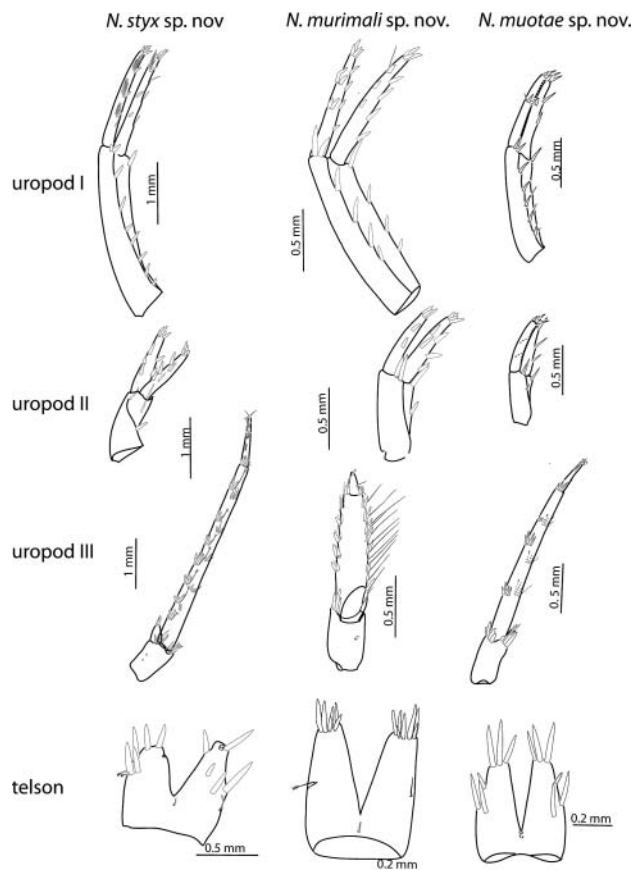 N. styx sp. nov N. murimali sp. nov. N. muotae sp. nov.
uropod I
1 mm
0.5 mm
0.5 mm
uropod II
1 mm
0.5 mm
0.5 mm
uropod III
1 mm
0.5 mm
0. 5 mm
telson
0.5 mm
0.2 mm
0.2 mm